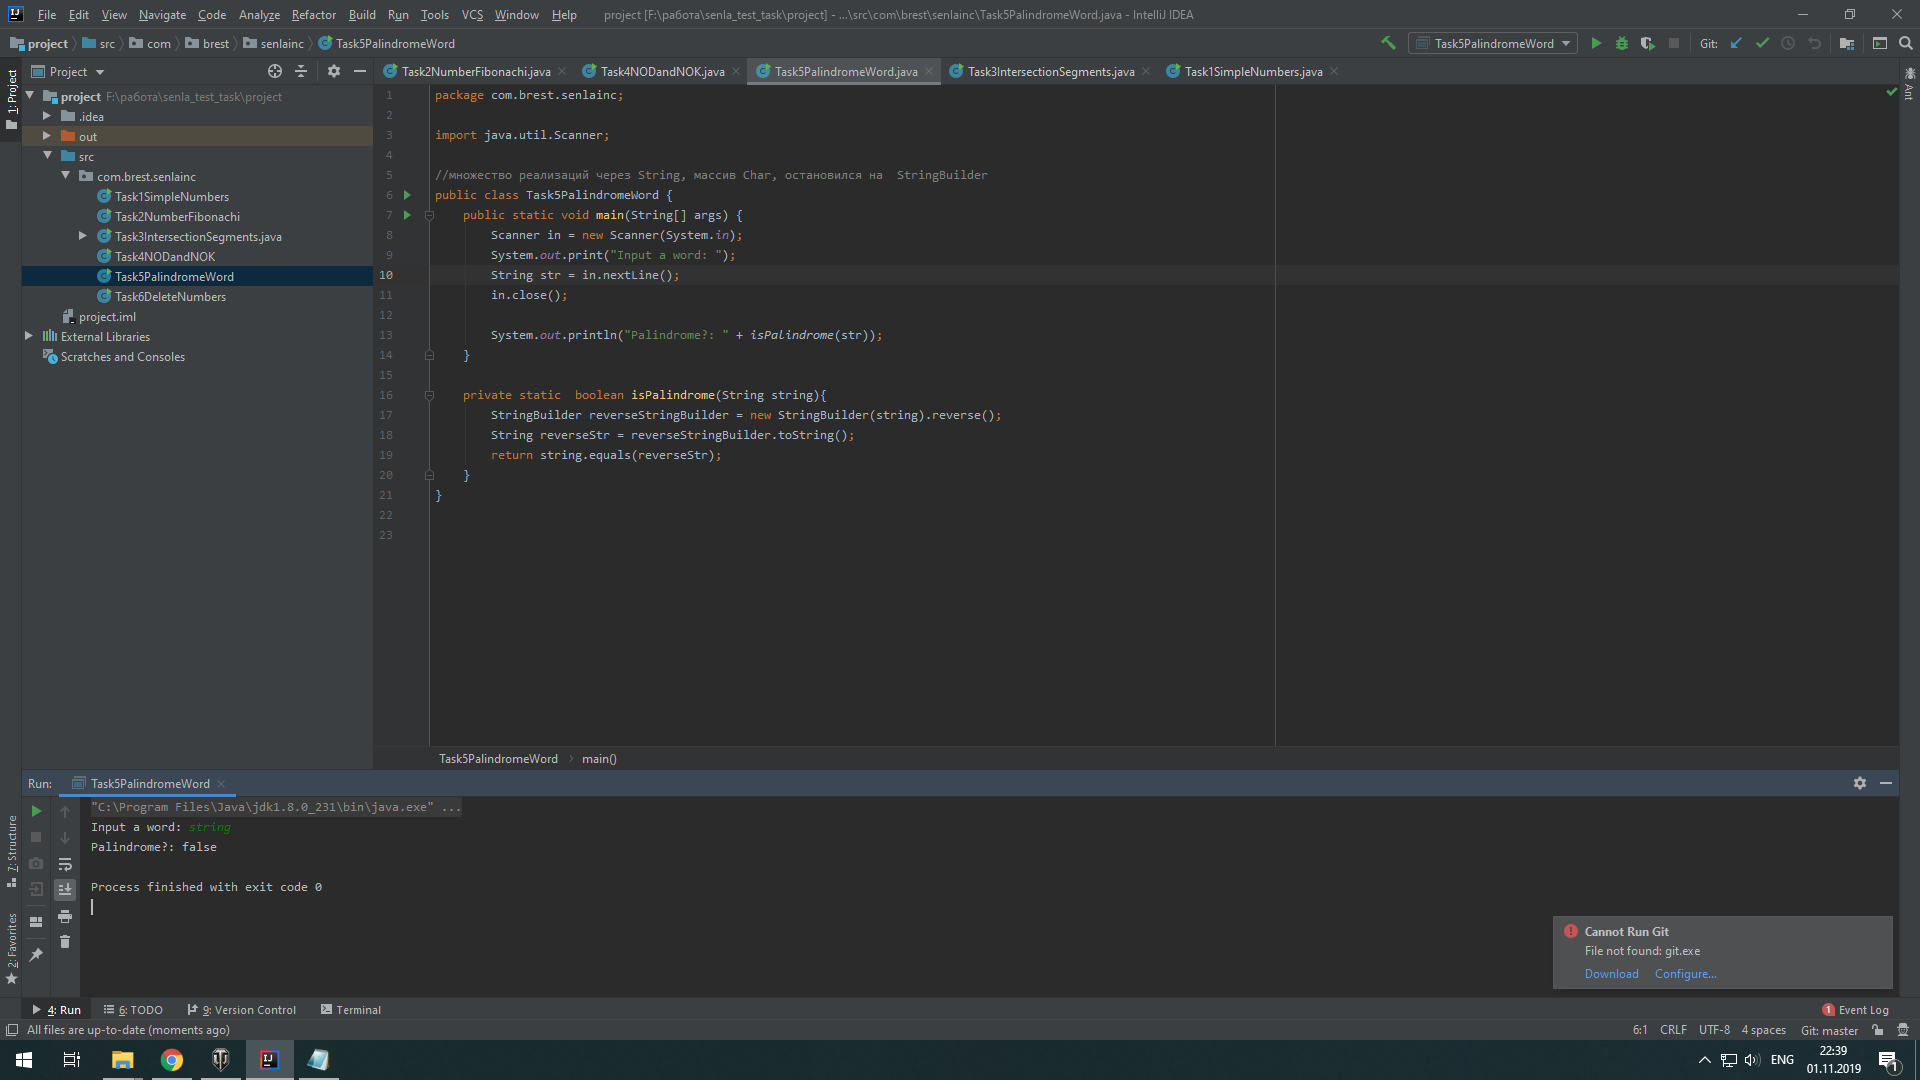 File Edit View Navigate Code Analyze Refactor Build Run Tools VCS Window Help project [F:\работа\senla_test_task\project] - ...\src\com\brest\senlainc\Task5PalindromeWord.java - IntelliJ IDEA
project src com brest senlainc Task5PalindromeWord
Task5PalindromeWord Git:
Project
Task2NumberFibonachi.java Task4NODandNOK.java Task5PalindromeWord.java Task3IntersectionSegments.java Task1SimpleNumbers.java
1: Project
Ant
project F:\работа\senla_test_task\project
.idea
out
src
com.brest.senlainc
Task1SimpleNumbers
Task2NumberFibonachi
Task3IntersectionSegments.java
Task4NODandNOK
Task5PalindromeWord
Task6DeleteNumbers
project.iml
External Libraries
Scratches and Consoles
1 package com.brest.senlainc;
2
3 import java.util.Scanner;
4
5 //множество реализаций через String, массив Char, остановился на  StringBuilder
6 public class Task5PalindromeWord {
7 public static void main(String[] args) {
8 Scanner in = new Scanner(System.in);
9 System.out.print("Input a word: ");
10 String str = in.nextLine();
11 in.close();
12
13 System.out.println("Palindrome?: " + isPalindrome(str));
14 }
15
16 private static  boolean isPalindrome(String string){
17 StringBuilder reverseStringBuilder = new StringBuilder(string).reverse();
18 String reverseStr = reverseStringBuilder.toString();
19 return string.equals(reverseStr);
20 }
21 }
22
23
Task5PalindromeWord main()
Run: Task5PalindromeWord
"C:\Program Files\Java\jdk1.8.0_231\bin\java.exe" ...
Input a word: string
Palindrome?: false
Process finished with exit code 0
7: Structure
2: Favorites
Cannot Run Git
File not found: git.exe
Download Configure...
4: Run 6: TODO 9: Version Control Terminal 1 Event Log
All files are up-to-date (moments ago) 6:1 CRLF UTF-8 4 spaces Git: master
ENG 22:39
01.11.2019 1